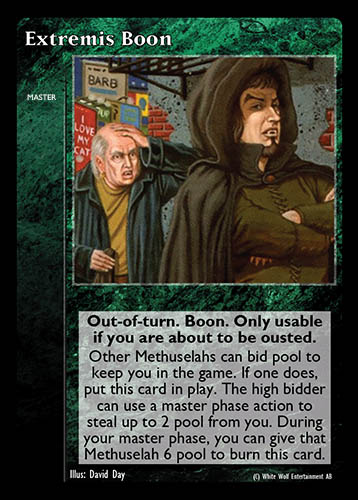 Extremis Boon
MASTER
BARB
I
LOVE
MY
CAT
Out-of-turn. Boon. Only usable
if you are about to be ousted.
Other Methuselahs can bid pool to
keep you in the game. If one does,
put this card in play. The high bidder
can use a master phase action to
steal up to 2 pool from you. During
your master phase, you can give that
Methuselah 6 pool to burn this card.
Illus: David Day
(C) White Wolf Entertainment AB